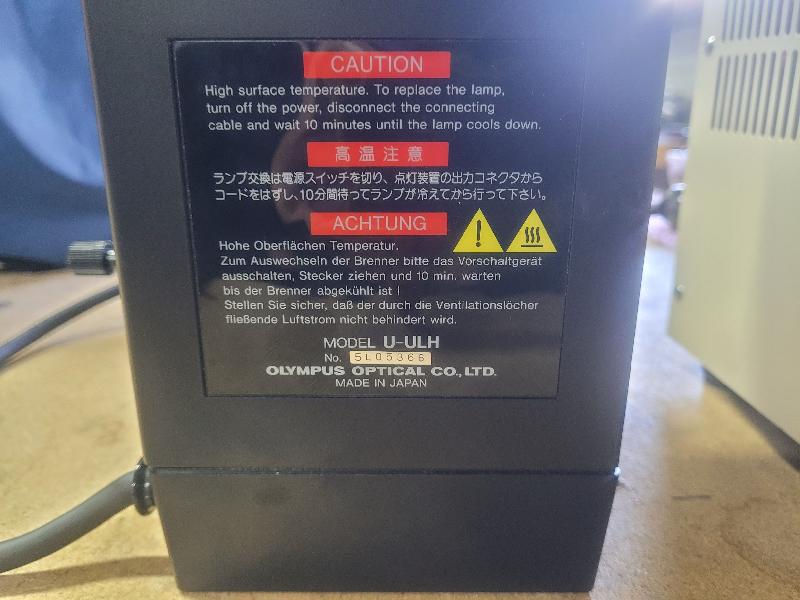 CAUTION
High surface temperature. To replace the lamp,
turn off the power, disconnect the connecting
cable and wait 10 minutes until the lamp cools down.
高温注意
ランプ交換は電源スイッチを切り、点灯装置の出力コネクタから
コードをはずし、10分間待ってランプが冷えてから行って下さい。
ACHTUNG
Hohe Oberflächen Temperatur.
Zum Auswechseln der Brenner bitte das Vorschaltgerät
ausschalten, Stecker ziehen und 10 min. warten
bis der Brenner abgekühlt ist !
Stellen Sie sicher, daß der durch die Ventilationslöcher
fließende Luftstrom nicht behindert wird.
MODEL U-ULH
No. 5L05366
OLYMPUS OPTICAL CO., LTD.
MADE IN JAPAN